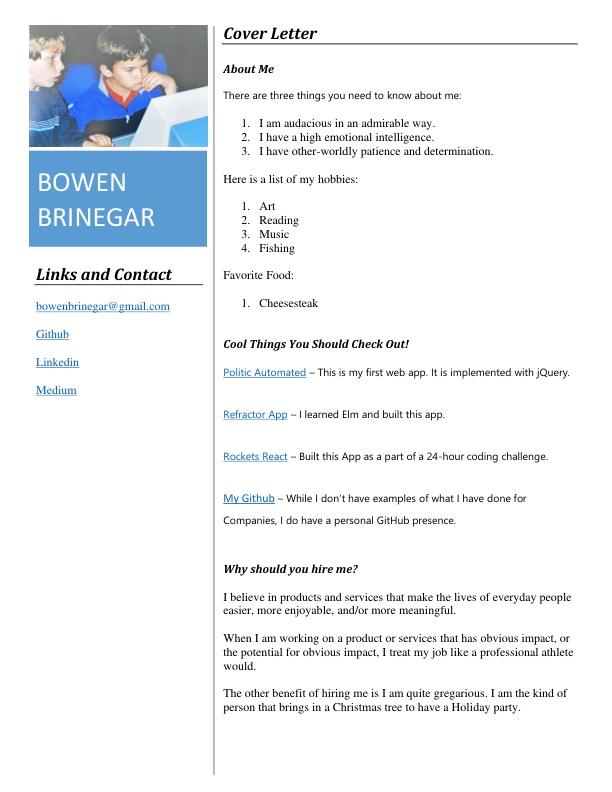 BOWEN
BRINEGAR
Links and Contact
bowenbrinegar@gmail.com
Github
Linkedin
Medium
Cover Letter
About Me
There are three things you need to know about me:
1. I am audacious in an admirable way.
2. I have a high emotional intelligence.
3. I have other-worldly patience and determination.
Here is a list of my hobbies:
1. Art
2. Reading
3. Music
4. Fishing
Favorite Food:
1. Cheesesteak
Cool Things You Should Check Out!
Politic Automated – This is my first web app. It is implemented with jQuery.
Refractor App – I learned Elm and built this app.
Rockets React – Built this App as a part of a 24-hour coding challenge.
My Github – While I don't have examples of what I have done for
Companies, I do have a personal GitHub presence.
Why should you hire me?
I believe in products and services that make the lives of everyday people
easier, more enjoyable, and/or more meaningful.
When I am working on a product or services that has obvious impact, or
the potential for obvious impact, I treat my job like a professional athlete
would.
The other benefit of hiring me is I am quite gregarious. I am the kind of
person that brings in a Christmas tree to have a Holiday party.